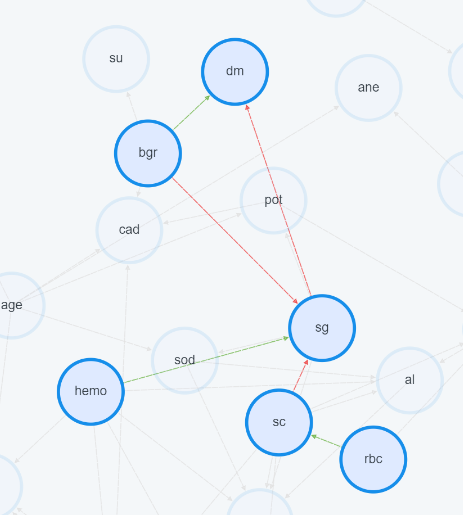 su
dm
ane
bgr
pot
cad
age
sg
sod
al
hemo
sc
rbc